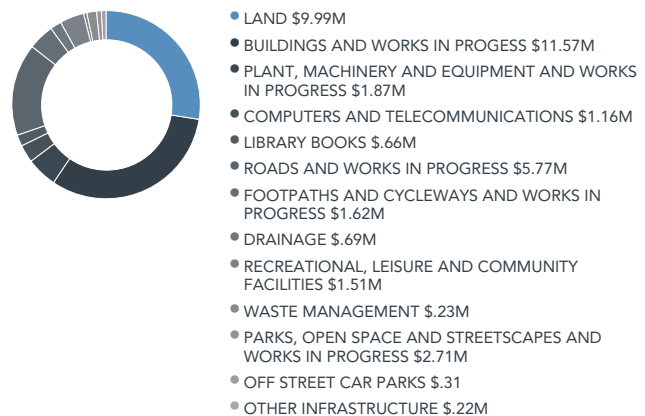 LAND $9.99M
BUILDINGS AND WORKS IN PROGESS $11.57M
PLANT, MACHINERY AND EQUIPMENT AND WORKS
IN PROGRESS $1.87M
COMPUTERS AND TELECOMMUNICATIONS $1.16M
LIBRARY BOOKS $.66M
ROADS AND WORKS IN PROGRESS $5.77M
FOOTPATHS AND CYCLEWAYS AND WORKS IN
PROGRESS $1.62M
DRAINAGE $.69M
RECREATIONAL, LEISURE AND COMMUNITY
FACILITIES $1.51M
WASTE MANAGEMENT $.23M
PARKS, OPEN SPACE AND STREETSCAPES AND
WORKS IN PROGRESS $2.71M
OFF STREET CAR PARKS $.31
OTHER INFRASTRUCTURE $.22M